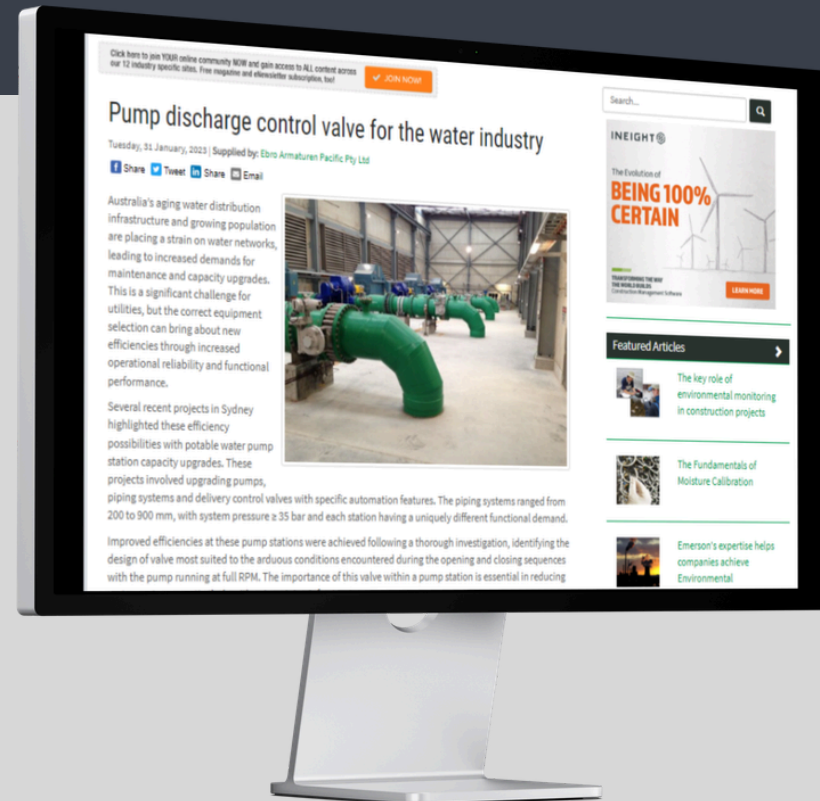 Click here to join YOUR online community NOW and gain access to ALL content across
our 12 industry specific sites. Free magazine and eNewsletter subscription, too!
JOIN NOW!
Pump discharge control valve for the water industry
Tuesday, 31 January, 2023 | Supplied by: Ebro Armaturen Pacific Pty Ltd
Share Tweet in Share Email
Australia's aging water distribution
infrastructure and growing population
are placing a strain on water networks,
leading to increased demands for
maintenance and capacity upgrades.
This is a significant challenge for
utilities, but the correct equipment
selection can bring about new
efficiencies through increased
operational reliability and functional
performance.
Several recent projects in Sydney
highlighted these efficiency
possibilities with potable water pump
station capacity upgrades. These
projects involved upgrading pumps,
piping systems and delivery control valves with specific automation features. The piping systems ranged from
200 to 900 mm, with system pressure ≥ 35 bar and each station having a uniquely different functional demand.
Improved efficiencies at these pump stations were achieved following a thorough investigation, identifying the
design of valve most suited to the arduous conditions encountered during the opening and closing sequences
with the pump running at full RPM. The importance of this valve within a pump station is essential in reducing
Search...
INEIGHT
The Evolution of
BEING 100%
CERTAIN
TRANSFORMING THE WAY
THE WORLD BUILDS
Construction Management Software
LEARN MORE
Featured Articles
The key role of
environmental monitoring
in construction projects
The Fundamentals of
Moisture Calibration
Emerson's expertise helps
companies achieve
Environmental